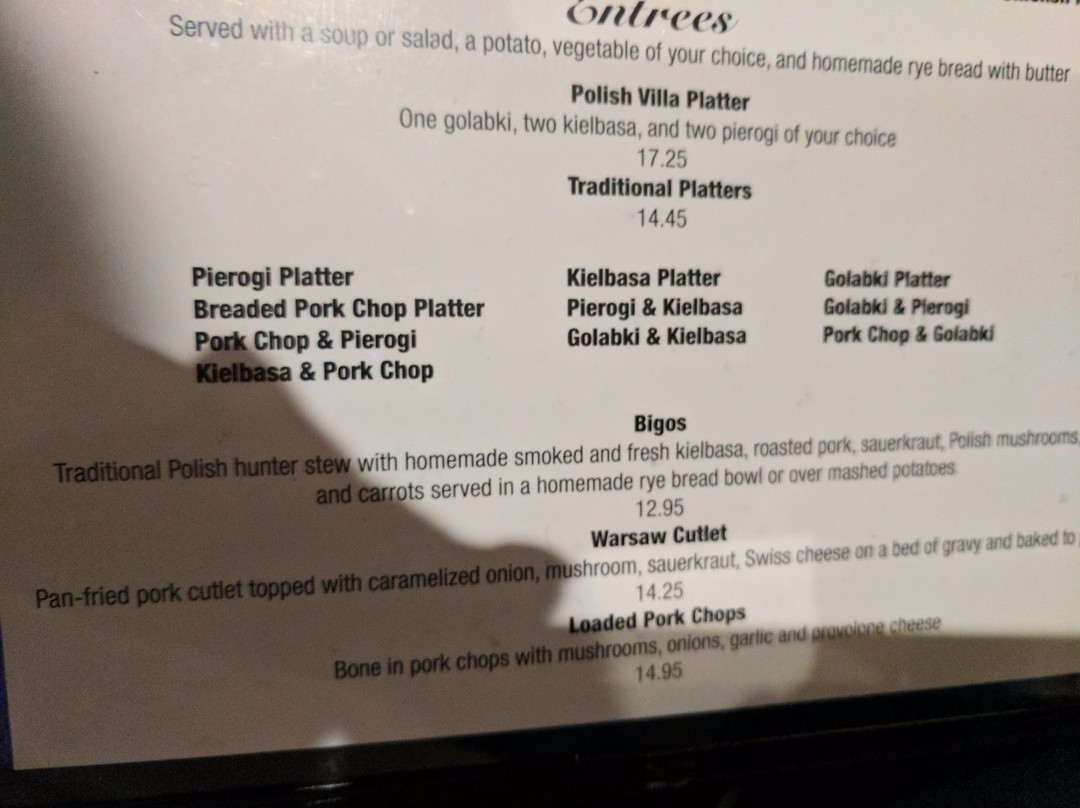 Entrees
Served with a soup or salad, a potato, vegetable of your choice, and homemade rye bread with butter
Polish Villa Platter
One golabki, two kielbasa, and two pierogi of your choice
17.25
Traditional Platters
14.45
Pierogi Platter
Breaded Pork Chop Platter
Pork Chop & Pierogi
Kielbasa & Pork Chop
Kielbasa Platter
Pierogi & Kielbasa
Golabki & Kielbasa
Golabki Platter
Golabki & Pierogi
Pork Chop & Golabki
Bigos
Traditional Polish hunter stew with homemade smoked and fresh kielbasa, roasted pork, sauerkraut, Polish mushrooms,
and carrots served in a homemade rye bread bowl or over mashed potatoes
12.95
Warsaw Cutlet
Pan-fried pork cutlet topped with caramelized onion, mushroom, sauerkraut, Swiss cheese on a bed of gravy and baked to
14.25
Loaded Pork Chops
Bone in pork chops with mushrooms, onions, garlic and provolone cheese
14.95